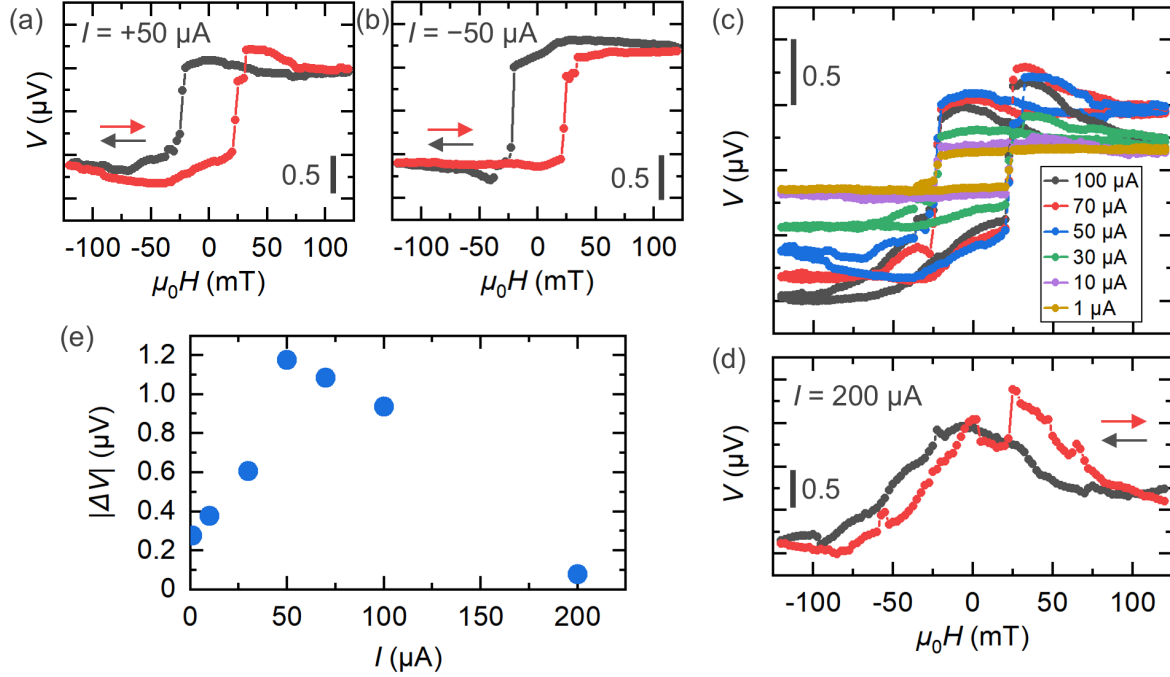 (a)
I = +50 µA
V (µV)
0.5
-100 -50 0 50 100
µ0H (mT)
(b)
I = −50 µA
0.5
-100 -50 0 50 100
µ0H (mT)
(c)
0.5
V (µV)
100 µA
70 µA
50 µA
30 µA
10 µA
1 µA
(d)
I = 200 µA
V (µV)
0.5
-100 -50 0 50 100
µ0H (mT)
(e)
1.2
1.0
0.8
0.6
0.4
0.2
0
|ΔV| (µV)
0 50 100 150 200
I (µA)